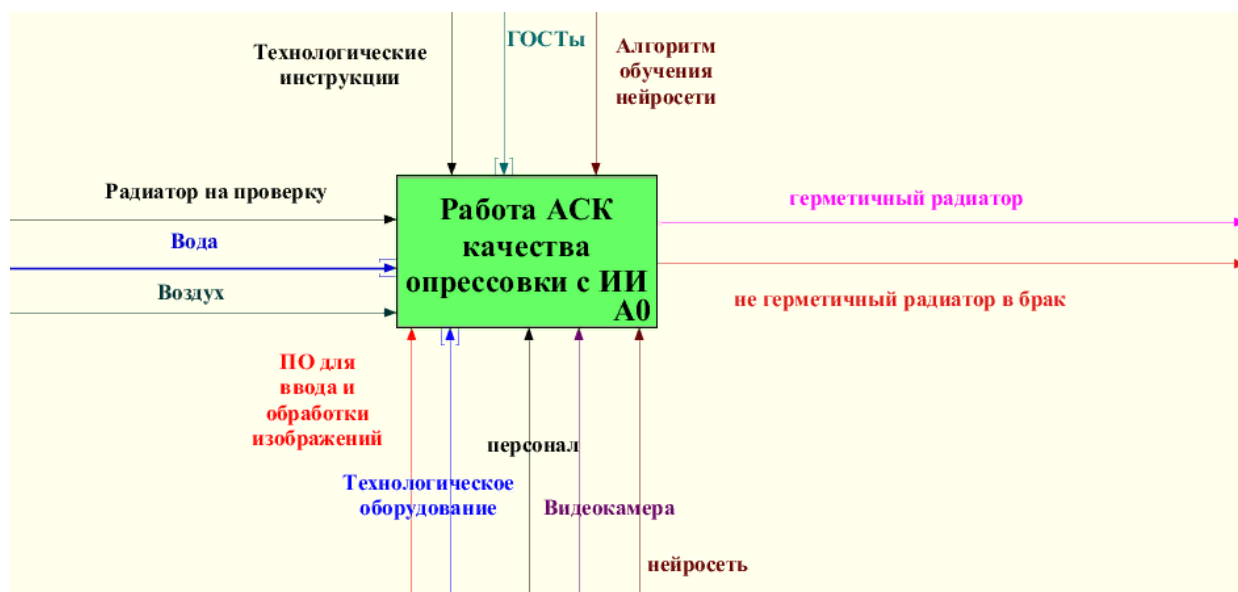 Технологические
инструкции
ГОСТы
Алгоритм
обучения
нейросети
Радиатор на проверку
Вода
Воздух
Работа АСК
качества
опрессовки с ИИ
А0
герметичный радиатор
не герметичный радиатор в брак
ПО для
ввода и
обработки
изображений
Технологическое
оборудование
персонал
Видеокамера
нейросеть